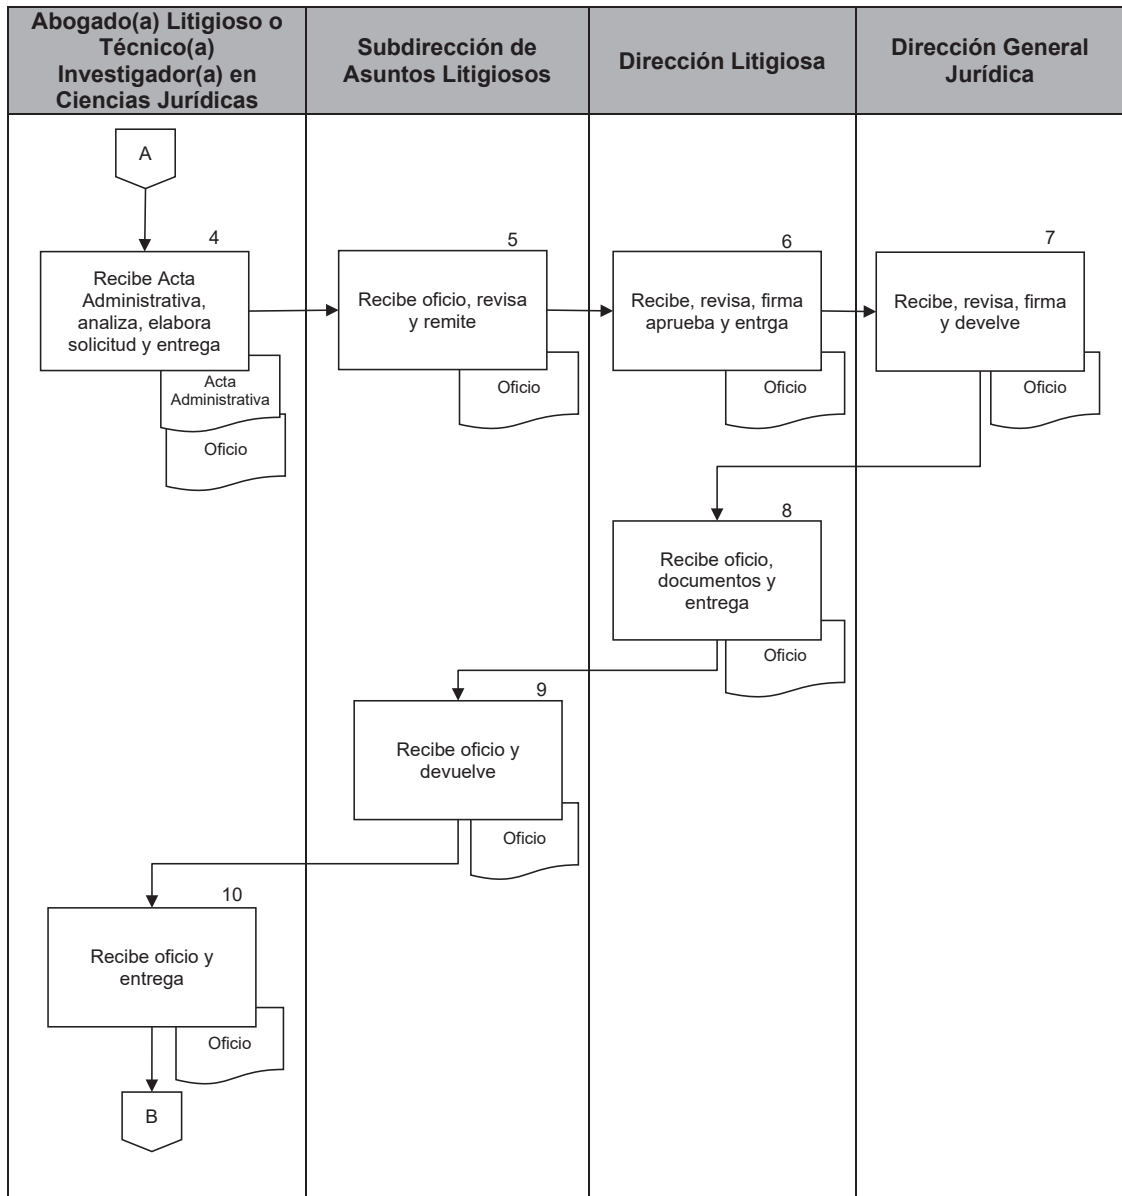 Abogado(a) Litigioso o
Técnico(a)
Investigador(a) en
Ciencias Jurídicas
Subdirección de
Asuntos Litigiosos
Dirección Litigiosa
Dirección General
Jurídica
A
4
Recibe Acta
Administrativa,
analiza, elabora
solicitud y entrega
Acta
Administrativa
Oficio
5
Recibe oficio, revisa
y remite
Oficio
6
Recibe, revisa, firma
aprueba y entrga
Oficio
7
Recibe, revisa, firma
y develve
Oficio
8
Recibe oficio,
documentos y
entrega
Oficio
9
Recibe oficio y
devuelve
Oficio
10
Recibe oficio y
entrega
Oficio
B